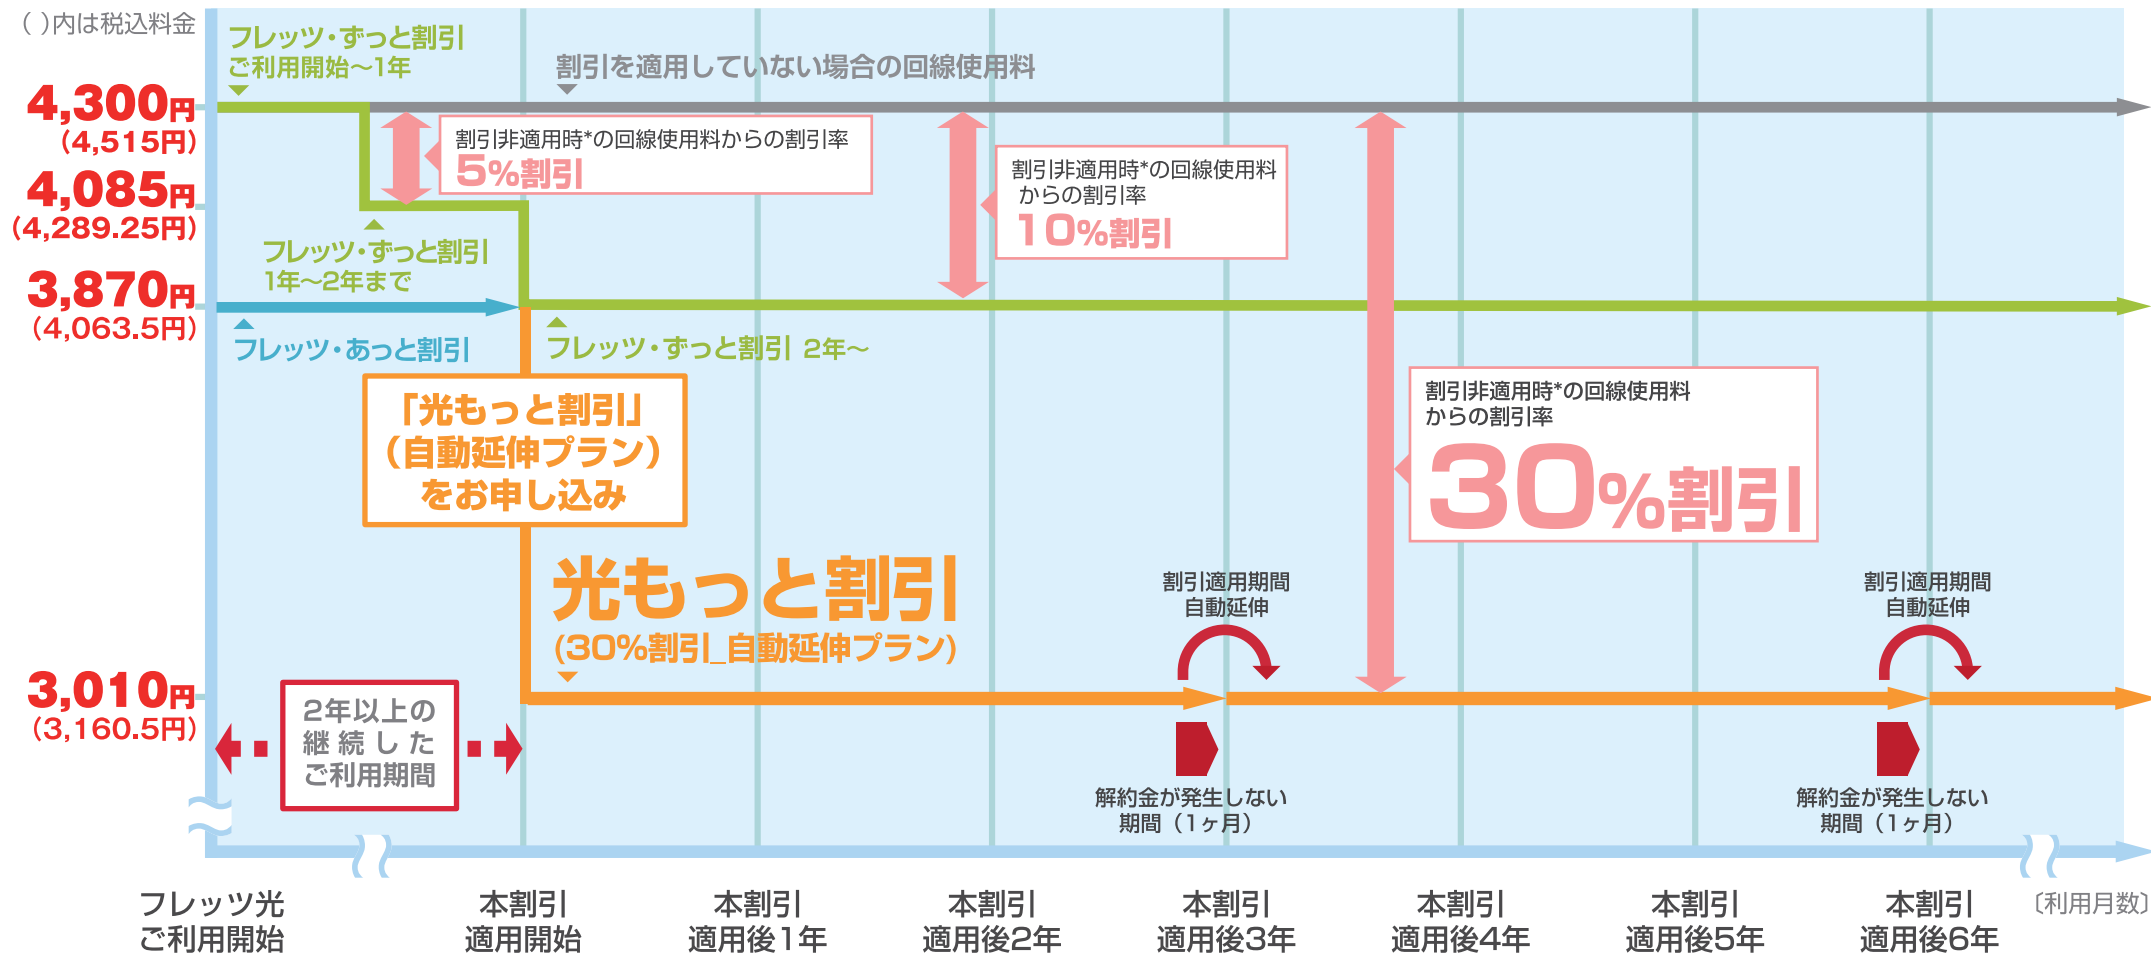 ( )内は税込料金
4,300円
(4,515円)
4,085円
(4,289.25円)
3,870円
(4,063.5円)
3,010円
(3,160.5円)
フレッツ・ずっと割引
ご利用開始～1年
割引を適用していない場合の回線使用料
割引非適用時*の回線使用料からの割引率
5%割引
割引非適用時*の回線使用料
からの割引率
10%割引
フレッツ・ずっと割引
1年～2年まで
フレッツ・あっと割引
フレッツ・ずっと割引 2年～
「光もっと割引」
（自動延伸プラン）
をお申し込み
割引非適用時*の回線使用料
からの割引率
30%割引
光もっと割引
(30%割引_自動延伸プラン)
割引適用期間
自動延伸
割引適用期間
自動延伸
2年以上の
継続した
ご利用期間
解約金が発生しない
期間（1ヶ月）
解約金が発生しない
期間（1ヶ月）
フレッツ光
ご利用開始
本割引
適用開始
本割引
適用後1年
本割引
適用後2年
本割引
適用後3年
本割引
適用後4年
本割引
適用後5年
本割引
適用後6年
〔利用月数〕